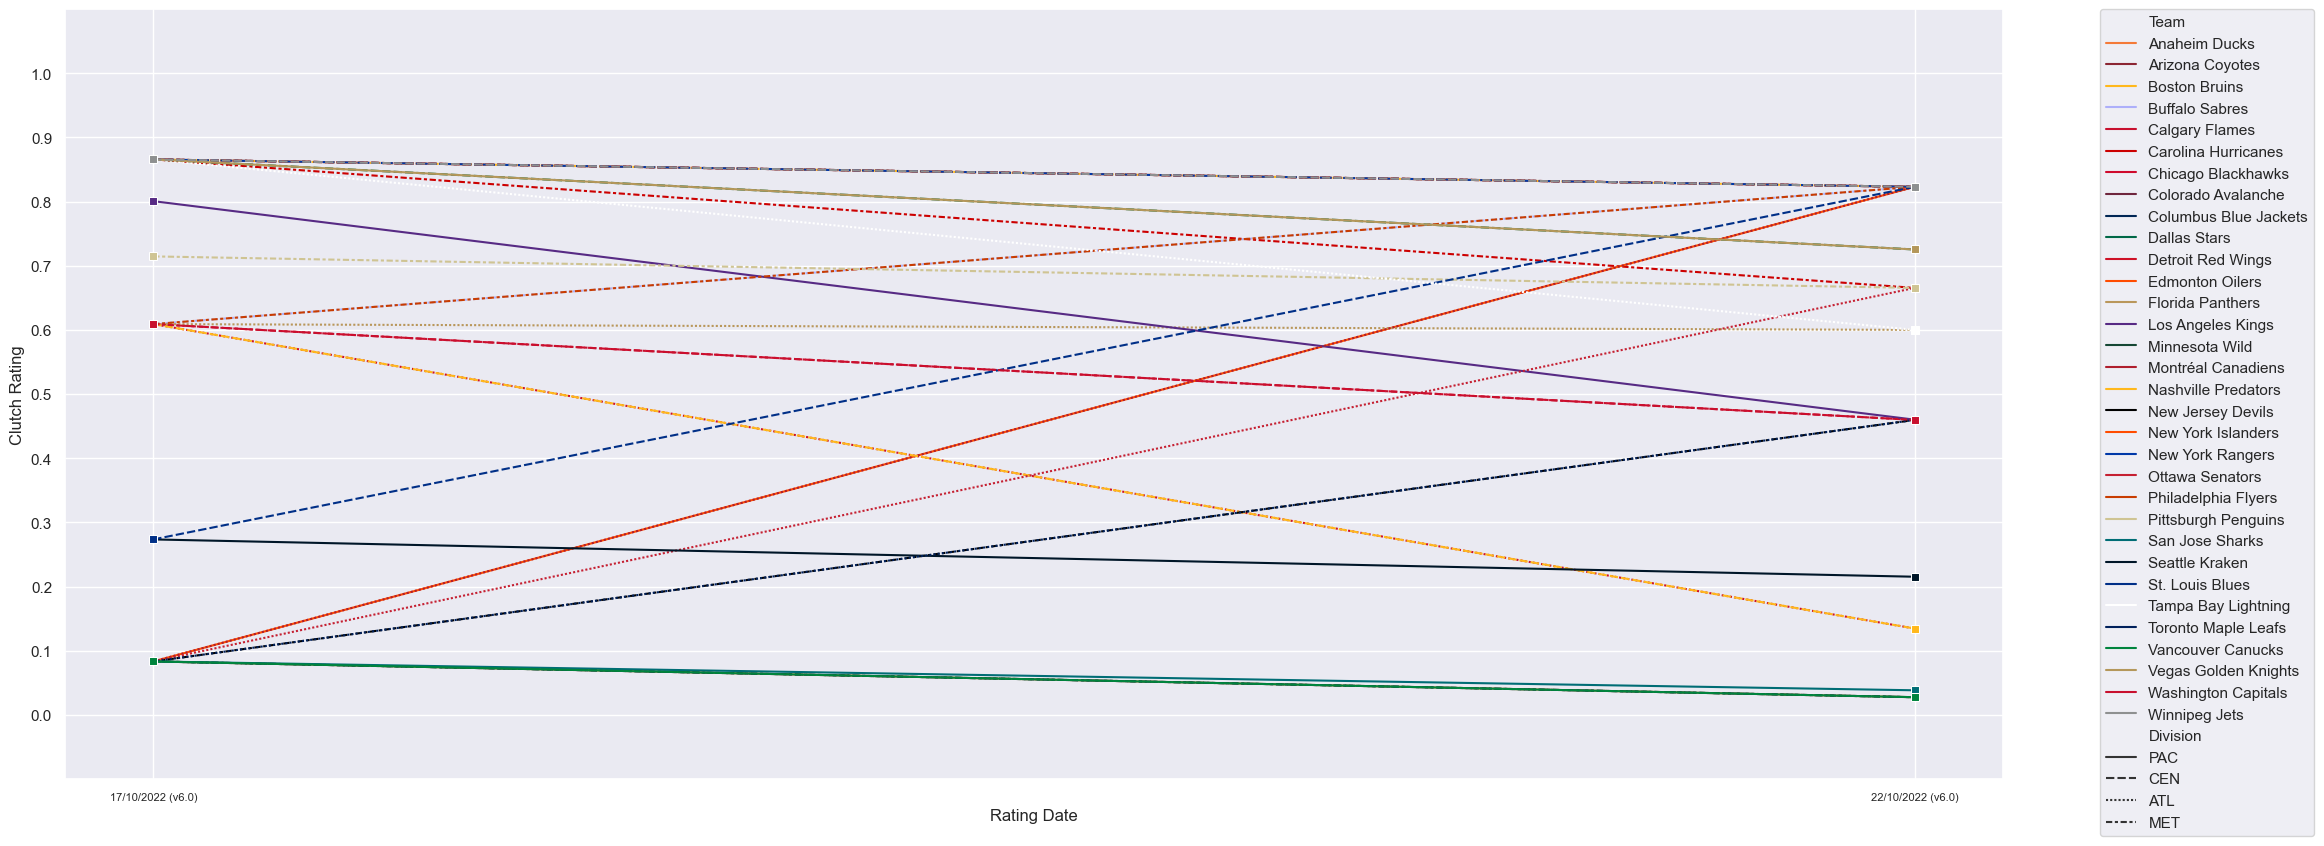 1.0
0.9
0.8
0.7
0.6
0.5
0.4
0.3
0.2
0.1
0.0
Clutch Rating
17/10/2022 (v6.0)
22/10/2022 (v6.0)
Rating Date
Team
Anaheim Ducks
Arizona Coyotes
Boston Bruins
Buffalo Sabres
Calgary Flames
Carolina Hurricanes
Chicago Blackhawks
Colorado Avalanche
Columbus Blue Jackets
Dallas Stars
Detroit Red Wings
Edmonton Oilers
Florida Panthers
Los Angeles Kings
Minnesota Wild
Montréal Canadiens
Nashville Predators
New Jersey Devils
New York Islanders
New York Rangers
Ottawa Senators
Philadelphia Flyers
Pittsburgh Penguins
San Jose Sharks
Seattle Kraken
St. Louis Blues
Tampa Bay Lightning
Toronto Maple Leafs
Vancouver Canucks
Vegas Golden Knights
Washington Capitals
Winnipeg Jets
Division
PAC
CEN
ATL
MET